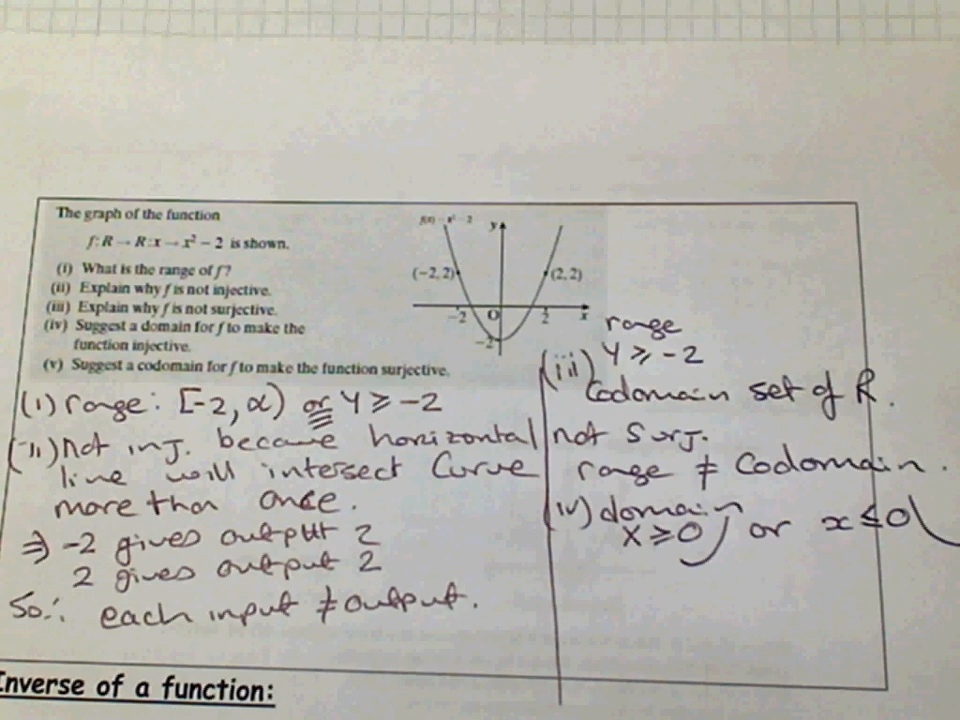 The graph of the function
f: R → R: x → x² − 2 is shown.
(i) What is the range of f?
(ii) Explain why f is not injective.
(iii) Explain why f is not surjective.
(iv) Suggest a domain for f to make the
function injective.
(v) Suggest a codomain for f to make the function surjective.
f(x) = x² − 2
y
(−2, 2)
(2, 2)
−2
O
2
x
−2
(i) range: [-2, ∝) or y ≥ -2
(ii) not inJ. because horizontal
line will intersect Curve
more than once.
⇒ -2 gives output 2
2 gives output 2
So ∴ each input ≠ output.
range
(iii) y ≥ -2
Codomain set of R.
not Surj.
range ≠ Codomain.
(iv) domain
x ≥ 0 or x ≤ 0
Inverse of a function: